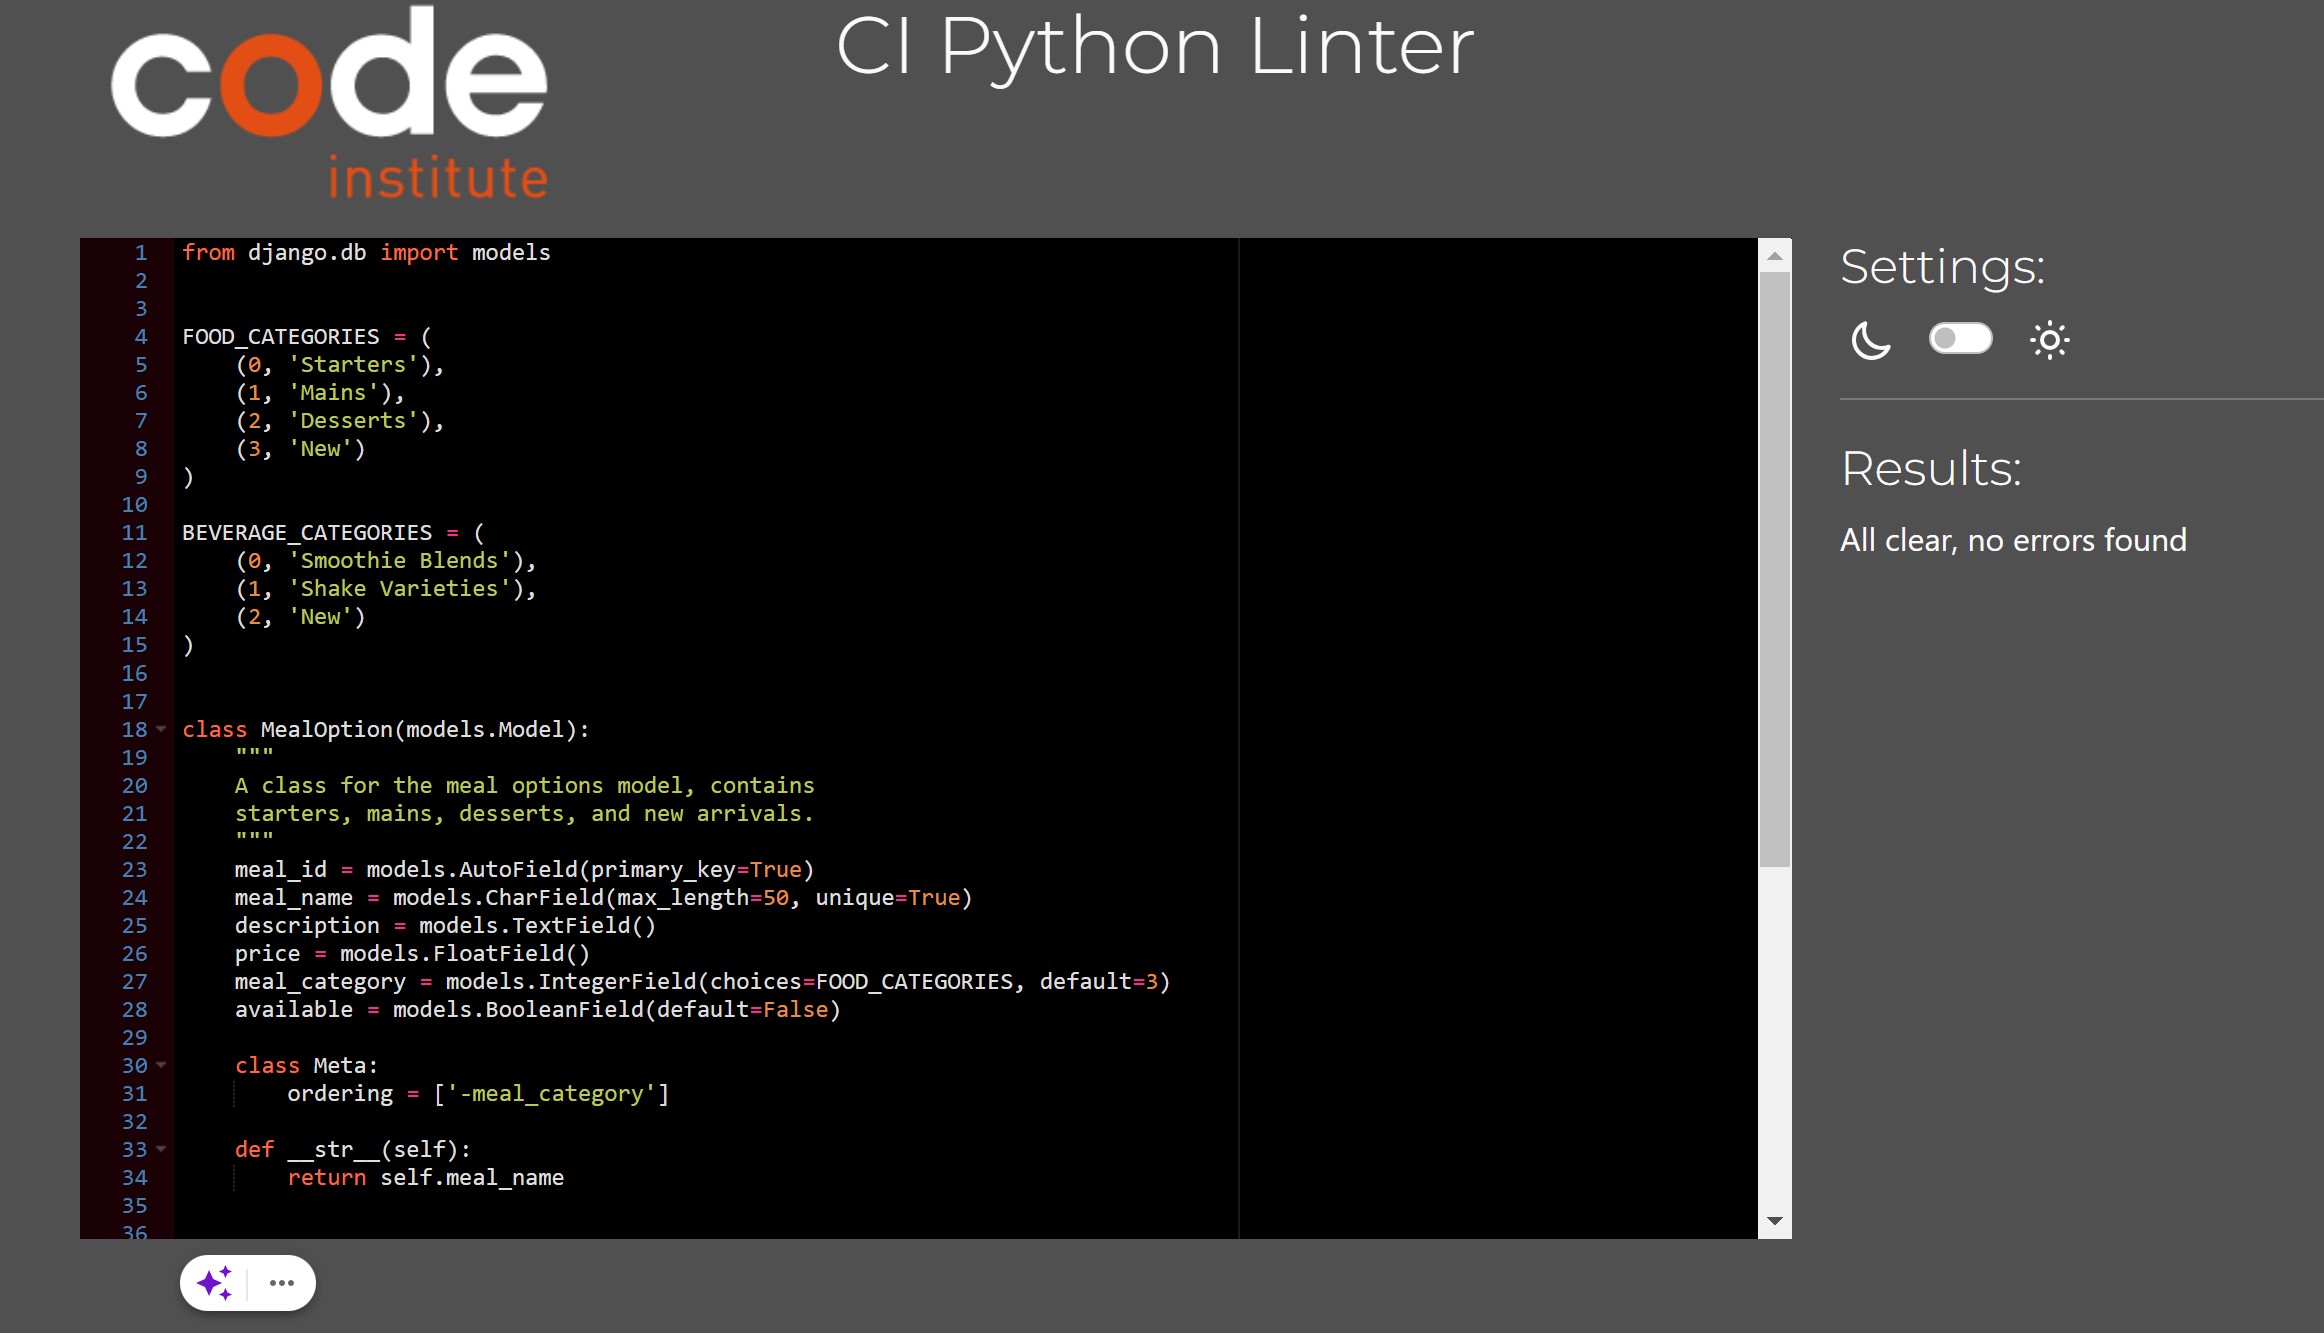 code
institute
CI Python Linter
1 from django.db import models
2
3
4 FOOD_CATEGORIES = (
5     (0, 'Starters'),
6     (1, 'Mains'),
7     (2, 'Desserts'),
8     (3, 'New')
9 )
10
11 BEVERAGE_CATEGORIES = (
12     (0, 'Smoothie Blends'),
13     (1, 'Shake Varieties'),
14     (2, 'New')
15 )
16
17
18 class MealOption(models.Model):
19     """
20     A class for the meal options model, contains
21     starters, mains, desserts, and new arrivals.
22     """
23     meal_id = models.AutoField(primary_key=True)
24     meal_name = models.CharField(max_length=50, unique=True)
25     description = models.TextField()
26     price = models.FloatField()
27     meal_category = models.IntegerField(choices=FOOD_CATEGORIES, default=3)
28     available = models.BooleanField(default=False)
29
30     class Meta:
31         ordering = ['-meal_category']
32
33     def __str__(self):
34         return self.meal_name
35
36
Settings:
Results:
All clear, no errors found